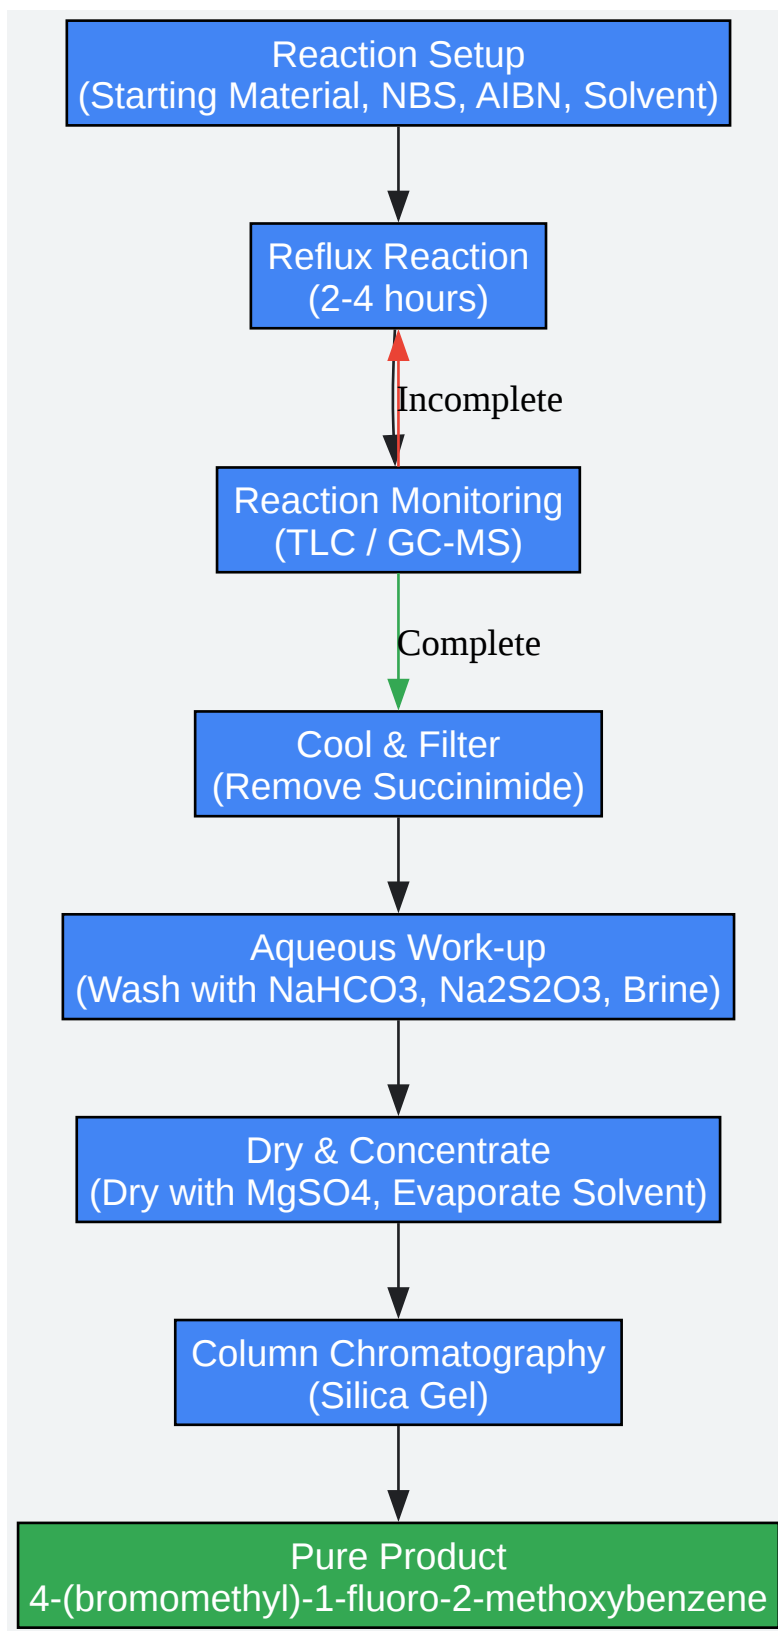 Reaction Setup
(Starting Material, NBS, AIBN, Solvent)
Reflux Reaction
(2-4 hours)
Incomplete
Reaction Monitoring
(TLC / GC-MS)
Complete
Cool & Filter
(Remove Succinimide)
Aqueous Work-up
(Wash with NaHCO3, Na2S2O3, Brine)
Dry & Concentrate
(Dry with MgSO4, Evaporate Solvent)
Column Chromatography
(Silica Gel)
Pure Product
4-(bromomethyl)-1-fluoro-2-methoxybenzene